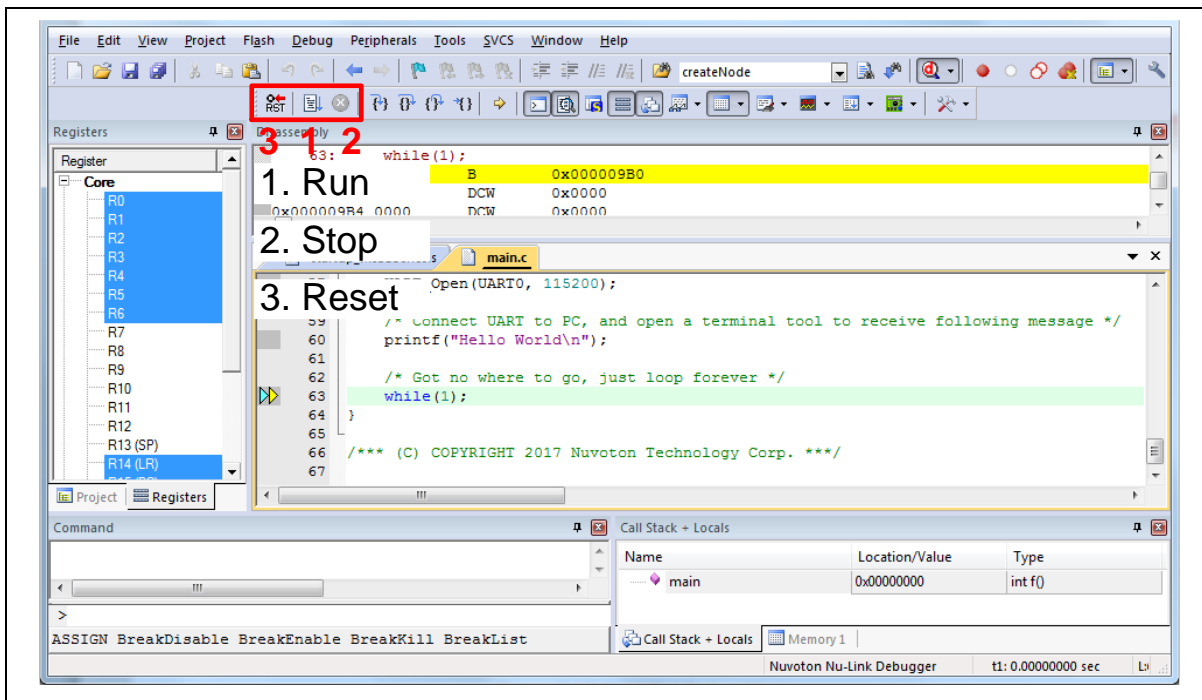 File Edit View Project Flash Debug Peripherals Tools SVCS Window Help
createNode
RST
3 1 2
Registers
Disassembly
Register
Core
R0
R1
R2
R3
R4
R5
R6
R7
R8
R9
R10
R11
R12
R13 (SP)
R14 (LR)
Project Registers
63: while(1);
B 0x000009B0
DCW 0x0000
0x000009B4 0000 DCW 0x0000
1. Run
2. Stop
3. Reset
main.c
Open(UART0, 115200);
59 /* Connect UART to PC, and open a terminal tool to receive following message */
60 printf("Hello World\n");
61
62 /* Got no where to go, just loop forever */
63 while(1);
64 }
65
66 /*** (C) COPYRIGHT 2017 Nuvoton Technology Corp. ***/
67
Command
>
ASSIGN BreakDisable BreakEnable BreakKill BreakList
Call Stack + Locals
Name Location/Value Type
main 0x00000000 int f()
Call Stack + Locals Memory 1
Nuvoton Nu-Link Debugger t1: 0.00000000 sec